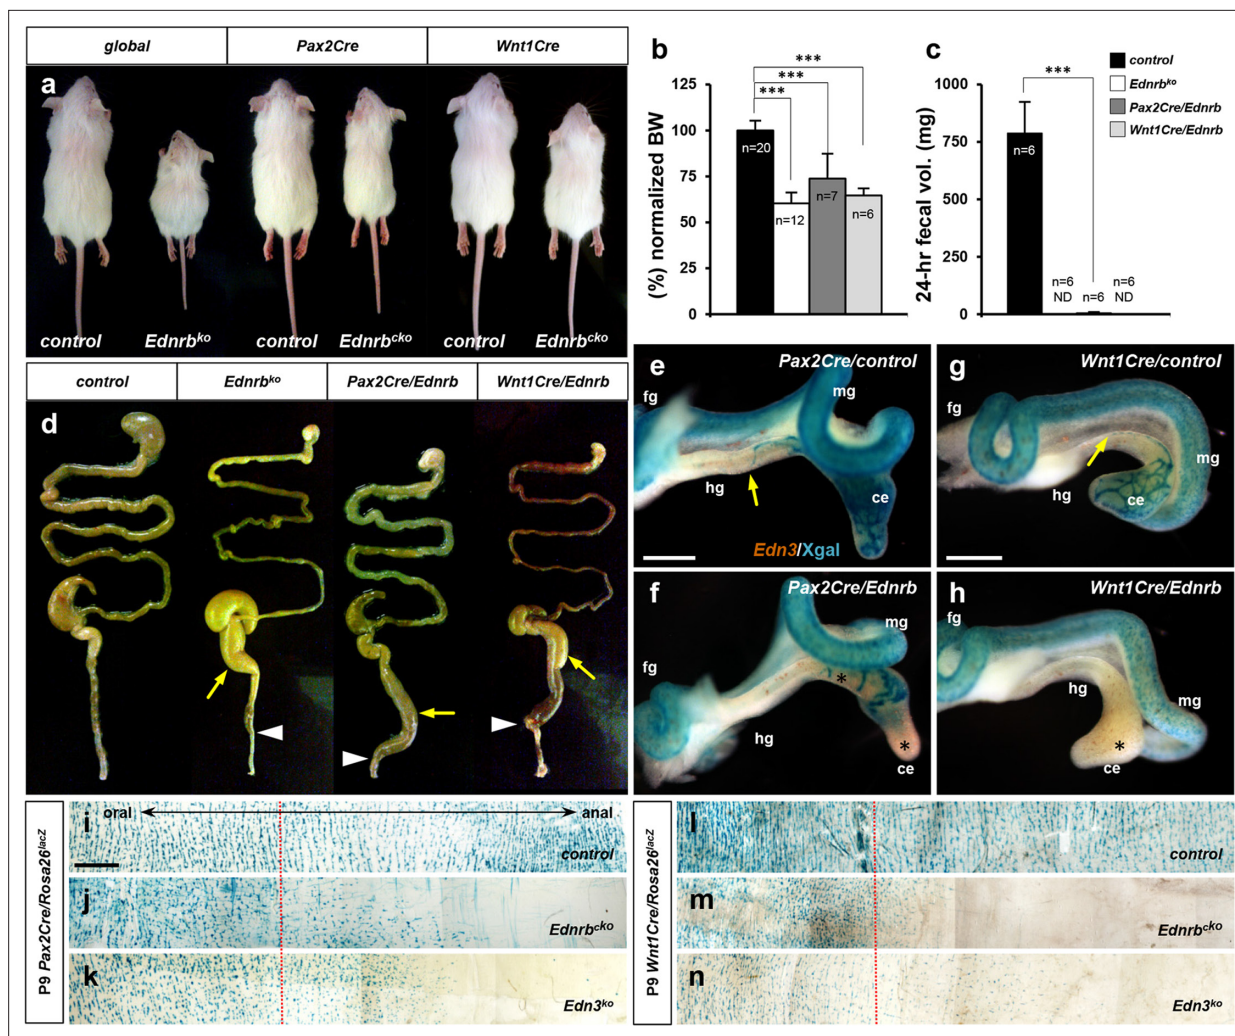 global
Pax2Cre
Wnt1Cre
a
control
Ednrbko
control
Ednrbcko
control
Ednrbcko
b
(%) normalized BW
125
100
75
50
25
0
***
***
***
n=20
n=12
n=7
n=6
c
24-hr fecal vol. (mg)
1000
750
500
250
0
***
n=6
n=6
ND
n=6
n=6
ND
control
Ednrbko
Pax2Cre/Ednrb
Wnt1Cre/Ednrb
control
Ednrbko
Pax2Cre/Ednrb
Wnt1Cre/Ednrb
d
e
Pax2Cre/control
fg
mg
hg
ce
Edn3/Xgal
g
Wnt1Cre/control
fg
mg
hg
ce
f
Pax2Cre/Ednrb
mg
fg
*
hg
*
ce
h
Wnt1Cre/Ednrb
fg
hg
mg
*
ce
P9 Pax2Cre/Rosa26lacZ
i
oral
anal
control
j
Ednrbcko
k
Edn3ko
P9 Wnt1Cre/Rosa26lacZ
l
control
m
Ednrbcko
n
Edn3ko